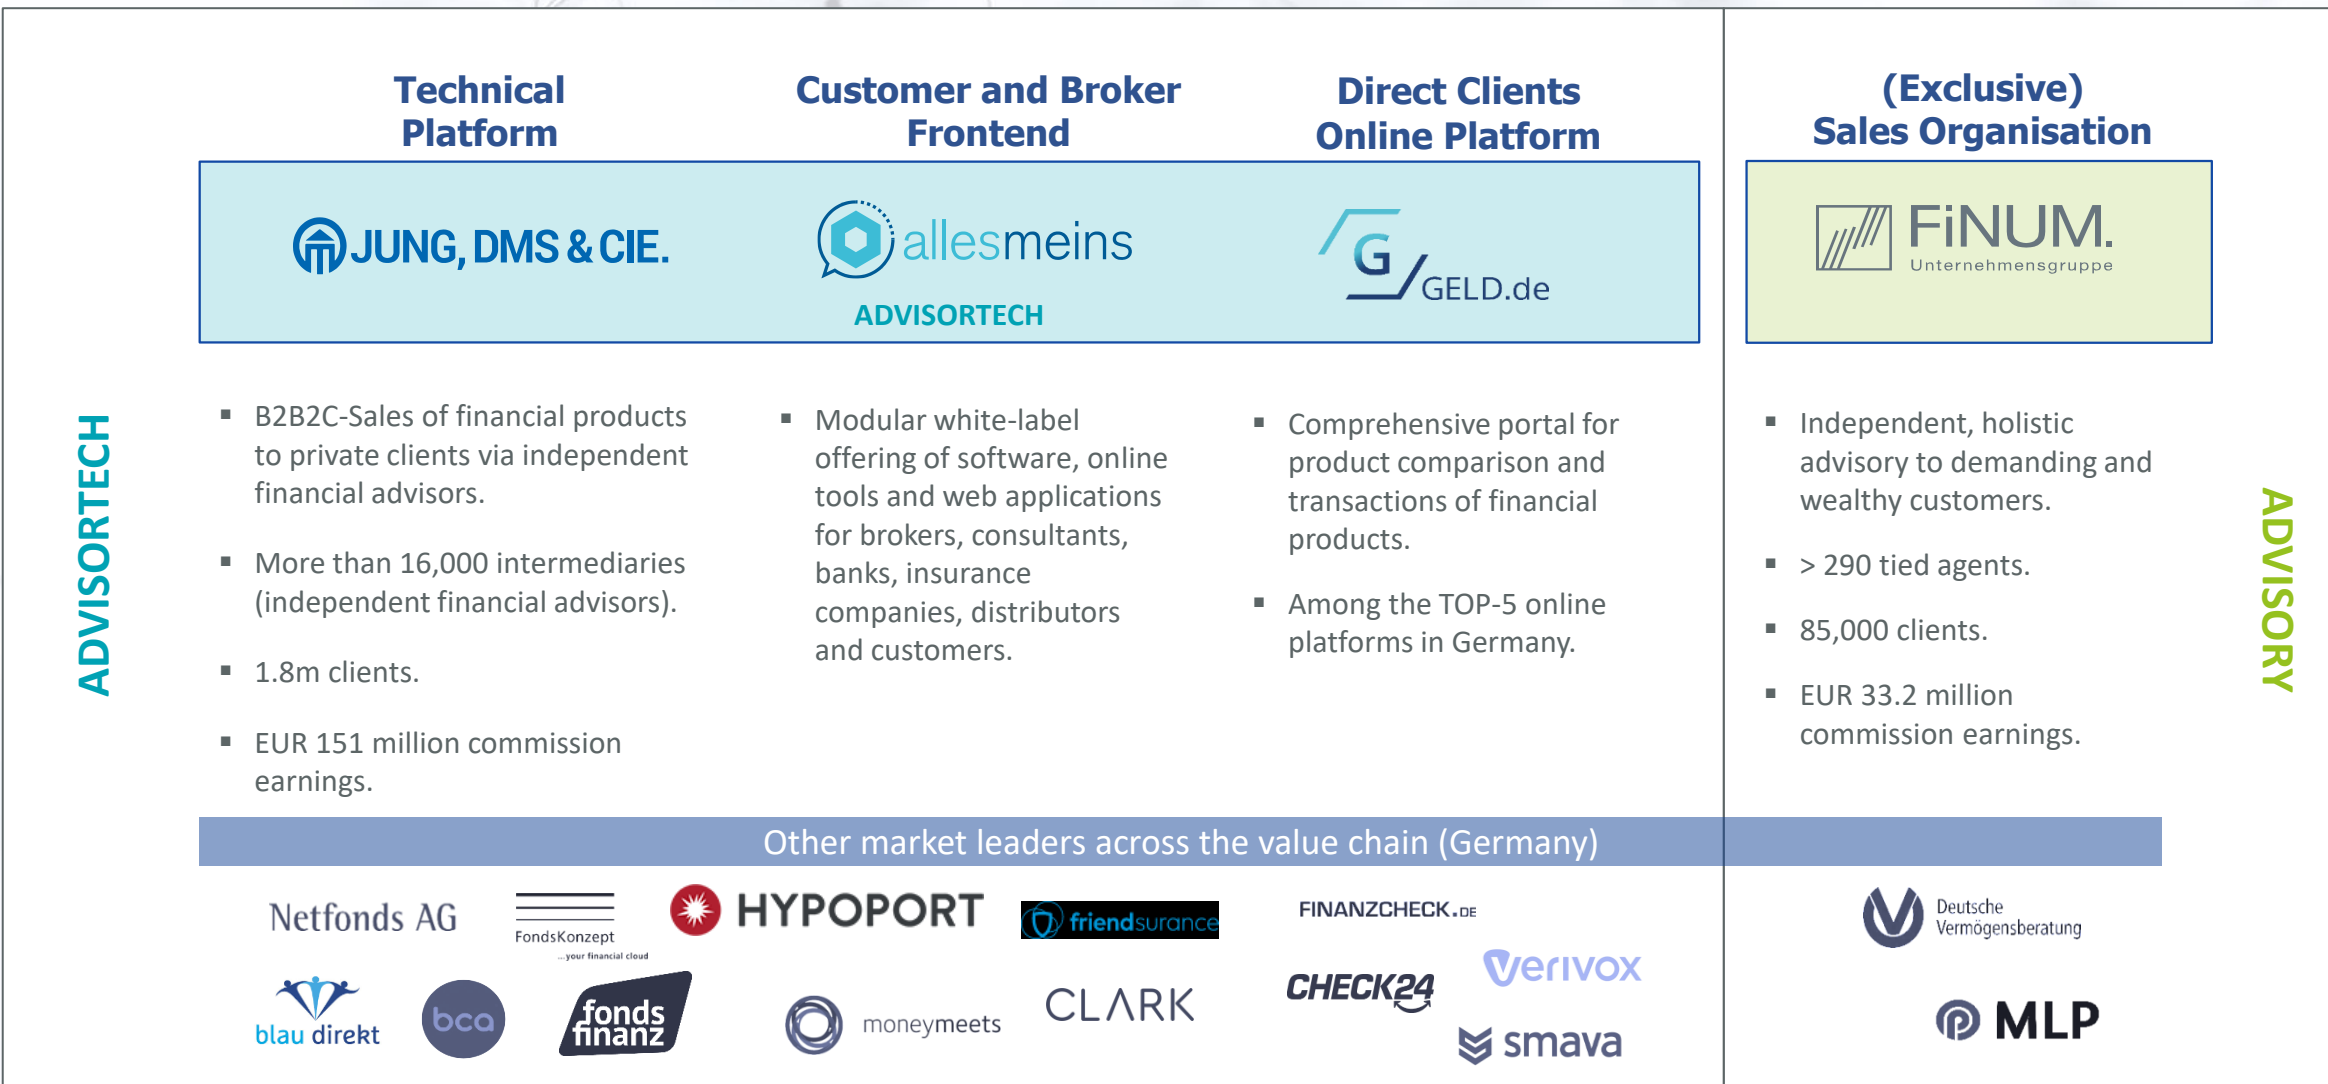 Technical
Platform
Customer and Broker
Frontend
Direct Clients
Online Platform
(Exclusive)
Sales Organisation
JUNG, DMS & CIE.
allesmeins
ADVISORTECH
G
GELD.de
FiNUM.
Unternehmensgruppe
ADVISORTECH
▪ B2B2C-Sales of financial products
to private clients via independent
financial advisors.
▪ More than 16,000 intermediaries
(independent financial advisors).
▪ 1.8m clients.
▪ EUR 151 million commission
earnings.
▪ Modular white-label
offering of software, online
tools and web applications
for brokers, consultants,
banks, insurance
companies, distributors
and customers.
▪ Comprehensive portal for
product comparison and
transactions of financial
products.
▪ Among the TOP-5 online
platforms in Germany.
▪ Independent, holistic
advisory to demanding and
wealthy customers.
▪ > 290 tied agents.
▪ 85,000 clients.
▪ EUR 33.2 million
commission earnings.
ADVISORY
Other market leaders across the value chain (Germany)
Netfonds AG
FondsKonzept
...your financial cloud
HYPOPORT
friendsurance
FINANZCHECK.DE
Deutsche
Vermögensberatung
blau direkt
bca
fonds
finanz
moneymeets
CLARK
CHECK24
Verivox
smava
MLP